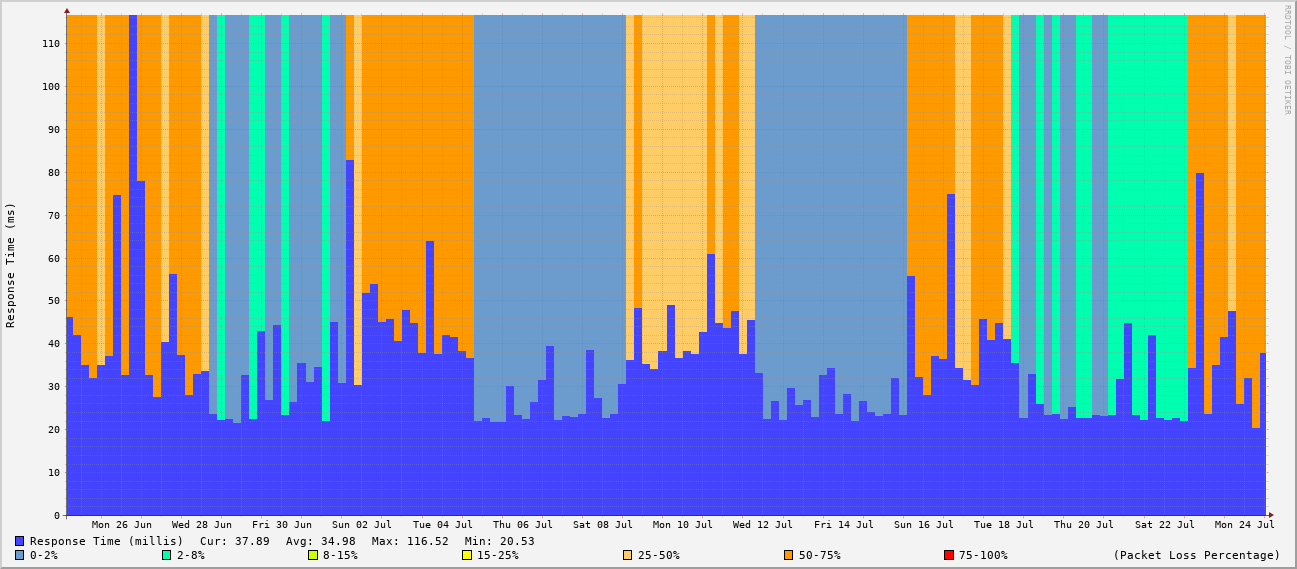 RRDTOOL / TOBI OETIKER
Response Time (ms)
110
100
90
80
70
60
50
40
30
20
10
0
Mon 26 Jun Wed 28 Jun Fri 30 Jun Sun 02 Jul Tue 04 Jul Thu 06 Jul Sat 08 Jul Mon 10 Jul Wed 12 Jul Fri 14 Jul Sun 16 Jul Tue 18 Jul Thu 20 Jul Sat 22 Jul Mon 24 Jul
Response Time (millis) Cur: 37.89 Avg: 34.98 Max: 116.52 Min: 20.53
0-2% 2-8% 8-15% 15-25% 25-50% 50-75% 75-100% (Packet Loss Percentage)